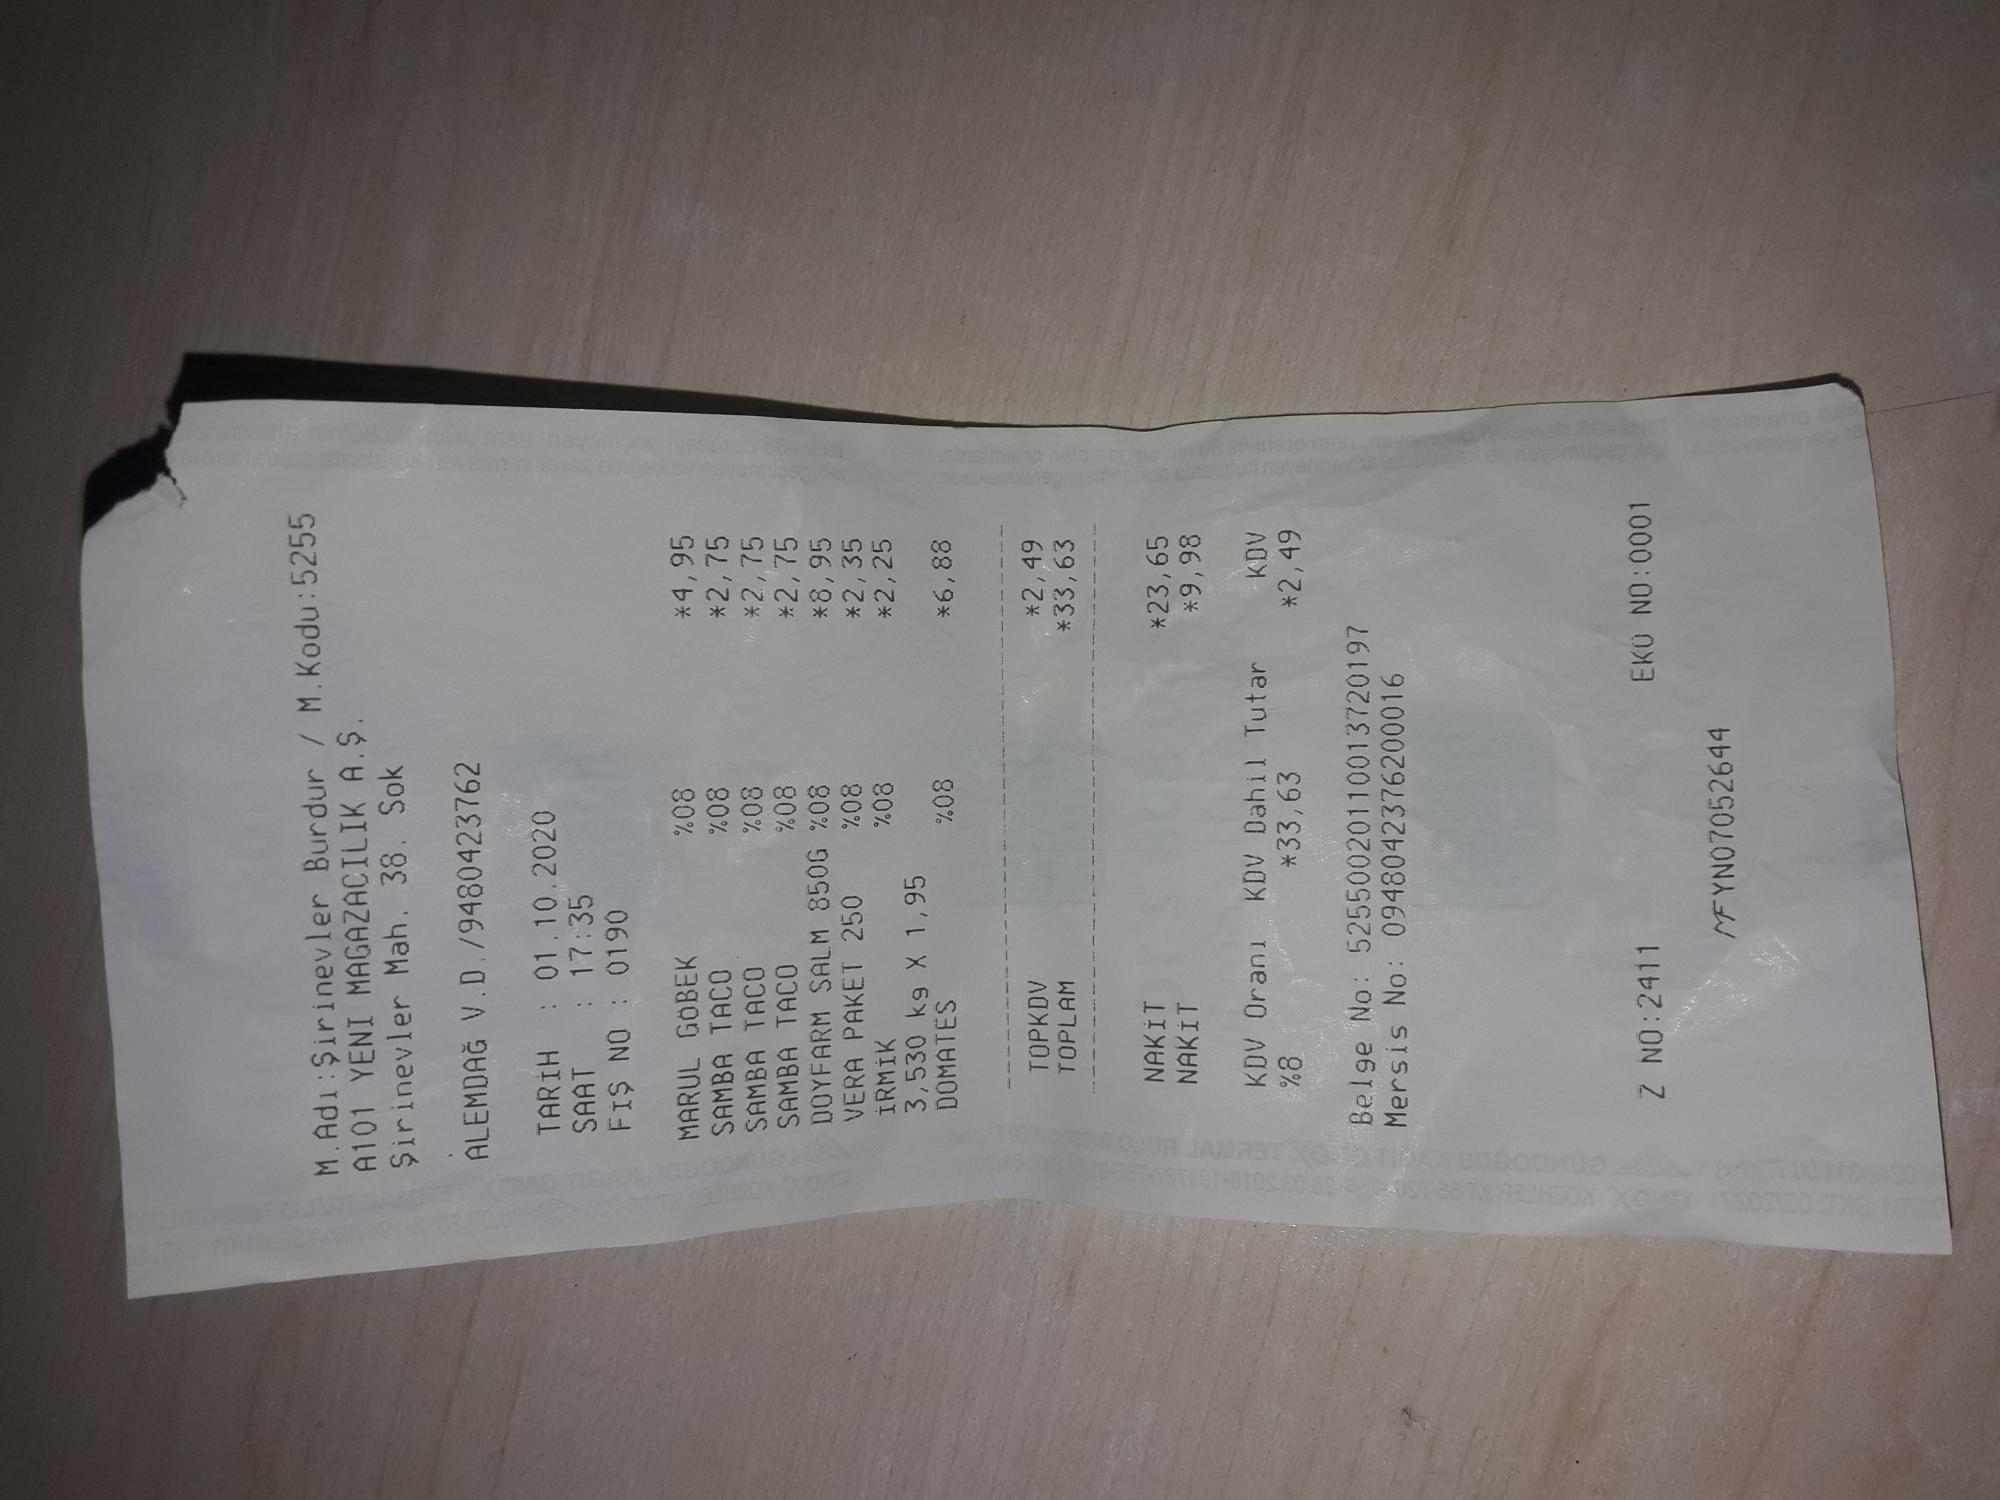 M.Adı:Şirinevler Burdur / M.Kodu:5255
A101 YENİ MAGAZACILIK A.Ş.
Şirinevler Mah. 38. Sok
ALEMDAĞ V.D./9480423762
TARİH : 01.10.2020
SAAT : 17:35
FİŞ NO : 0190
MARUL GÖBEK %08 *4,95
SAMBA TACO %08 *2,75
SAMBA TACO %08 *2,75
SAMBA TACO %08 *2,75
DOYFARM SALM 850G %08 *8,95
VERA PAKET 250 %08 *2,35
İRMİK %08 *2,25
3,530 kg X 1,95
DOMATES %08 *6,88
TOPKDV *2,49
TOPLAM *33,63
NAKİT *23,65
NAKİT *9,98
KDV Oranı KDV Dahil Tutar KDV
%8 *33,63 *2,49
Belge No: 52550020110013720197
Mersis No: 0948042376200016
Z NO:2411 EKÜ NO:0001
MF YN07052644